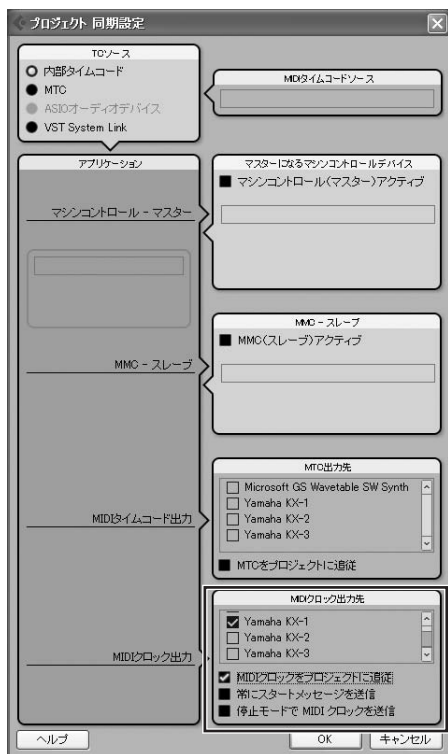 プロジェクト 同期設定
TCソース
内部タイムコード
MTC
ASIOオーディオデバイス
VST System Link
MIDIタイムコードソース
アプリケーション
マシンコントロール - マスター
マスターになるマシンコントロールデバイス
マシンコントロール(マスター)アクティブ
MMC - スレーブ
MMC - スレーブ
MMC(スレーブ)アクティブ
MIDIタイムコード出力
MTC出力先
Microsoft GS Wavetable SW Synth
Yamaha KX-1
Yamaha KX-2
Yamaha KX-3
MTCをプロジェクトに追従
MIDIクロック出力
MIDIクロック出力先
Yamaha KX-1
Yamaha KX-2
Yamaha KX-3
MIDIクロックをプロジェクトに追従
常にスタートメッセージを送信
停止モードで MIDI クロックを送信
ヘルプ
OK
キャンセル